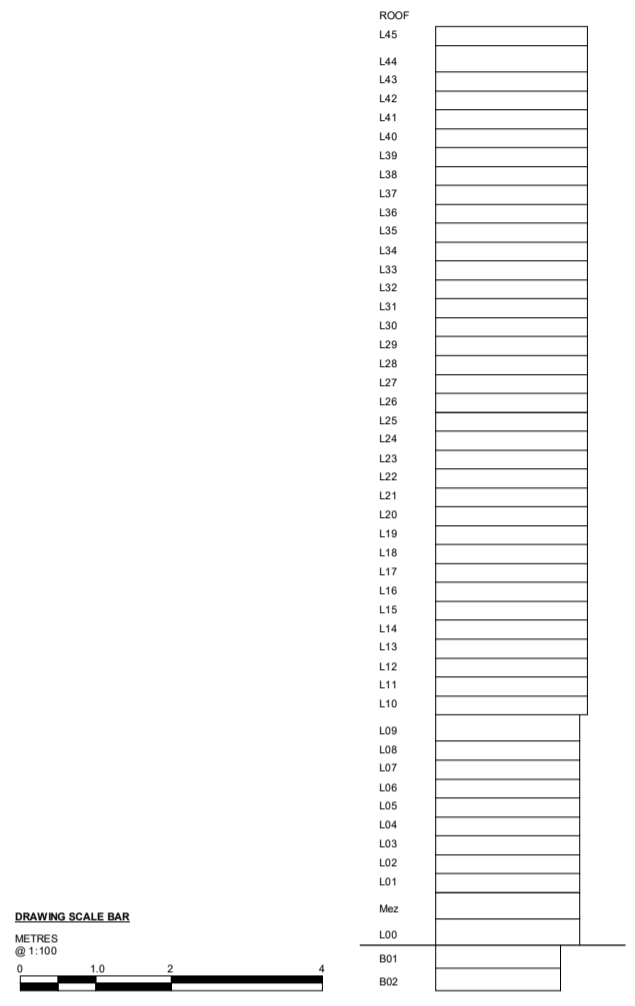 ROOF
L45
L44
L43
L42
L41
L40
L39
L38
L37
L36
L35
L34
L33
L32
L31
L30
L29
L28
L27
L26
L25
L24
L23
L22
L21
L20
L19
L18
L17
L16
L15
L14
L13
L12
L11
L10
L09
L08
L07
L06
L05
L04
L03
L02
L01
Mez
L00
B01
B02
DRAWING SCALE BAR
METRES
@ 1:100
0 1.0 2 4